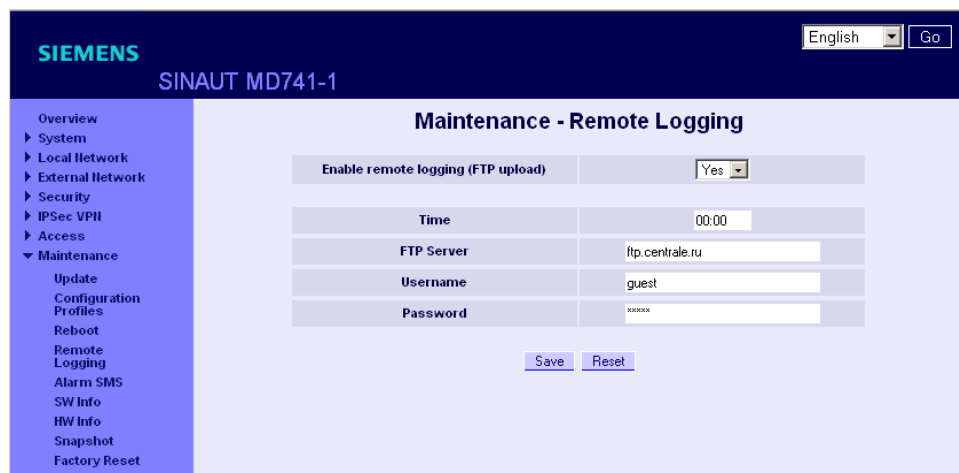 English Go
SIEMENS
SINAUT MD741-1
Overview
System
Local Network
External Network
Security
IPSec VPN
Access
Maintenance
Update
Configuration
Profiles
Reboot
Remote
Logging
Alarm SMS
SW Info
HW Info
Snapshot
Factory Reset
Maintenance - Remote Logging
Enable remote logging (FTP upload) Yes
Time 00:00
FTP Server ftp.centrale.ru
Username guest
Password *****
Save Reset